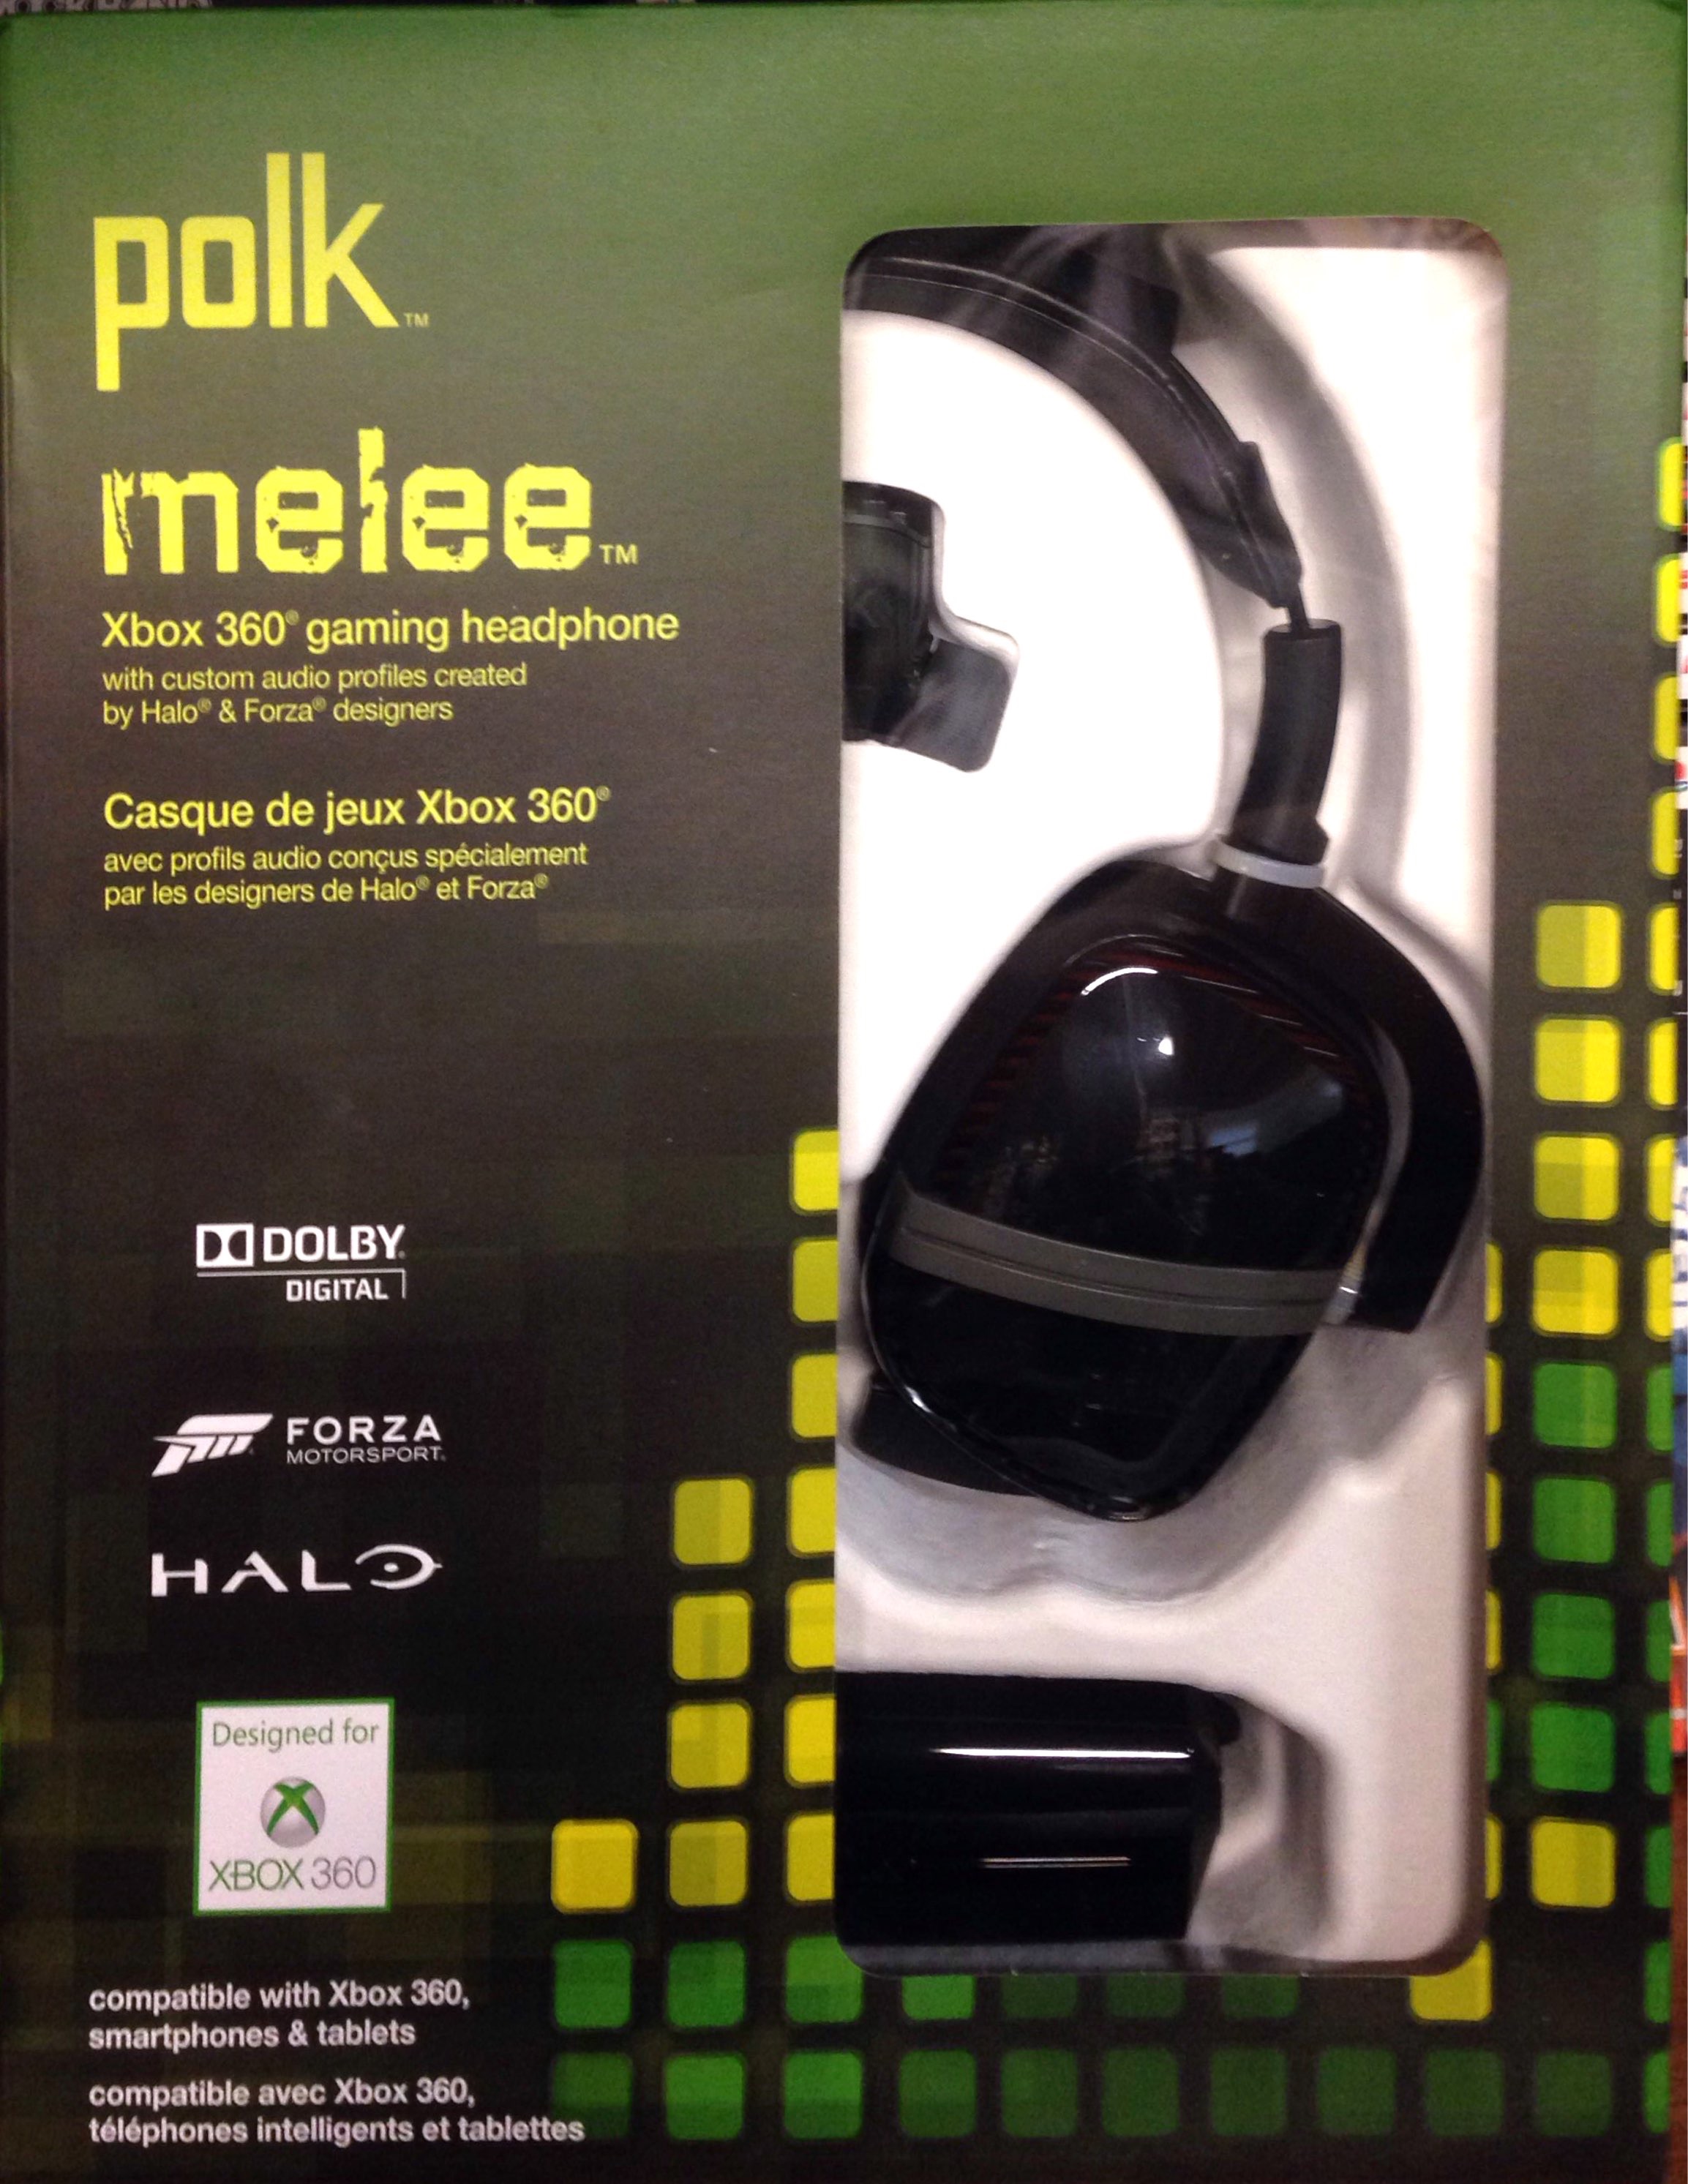 polk™
melee™
Xbox 360® gaming headphone
with custom audio profiles created
by Halo® & Forza® designers
Casque de jeux Xbox 360®
avec profils audio conçus spécialement
par les designers de Halo® et Forza®
DOLBY®
DIGITAL
FORZA
MOTORSPORT®
HALO
Designed for
XBOX 360
compatible with Xbox 360,
smartphones & tablets
compatible avec Xbox 360,
téléphones intelligents et tablettes